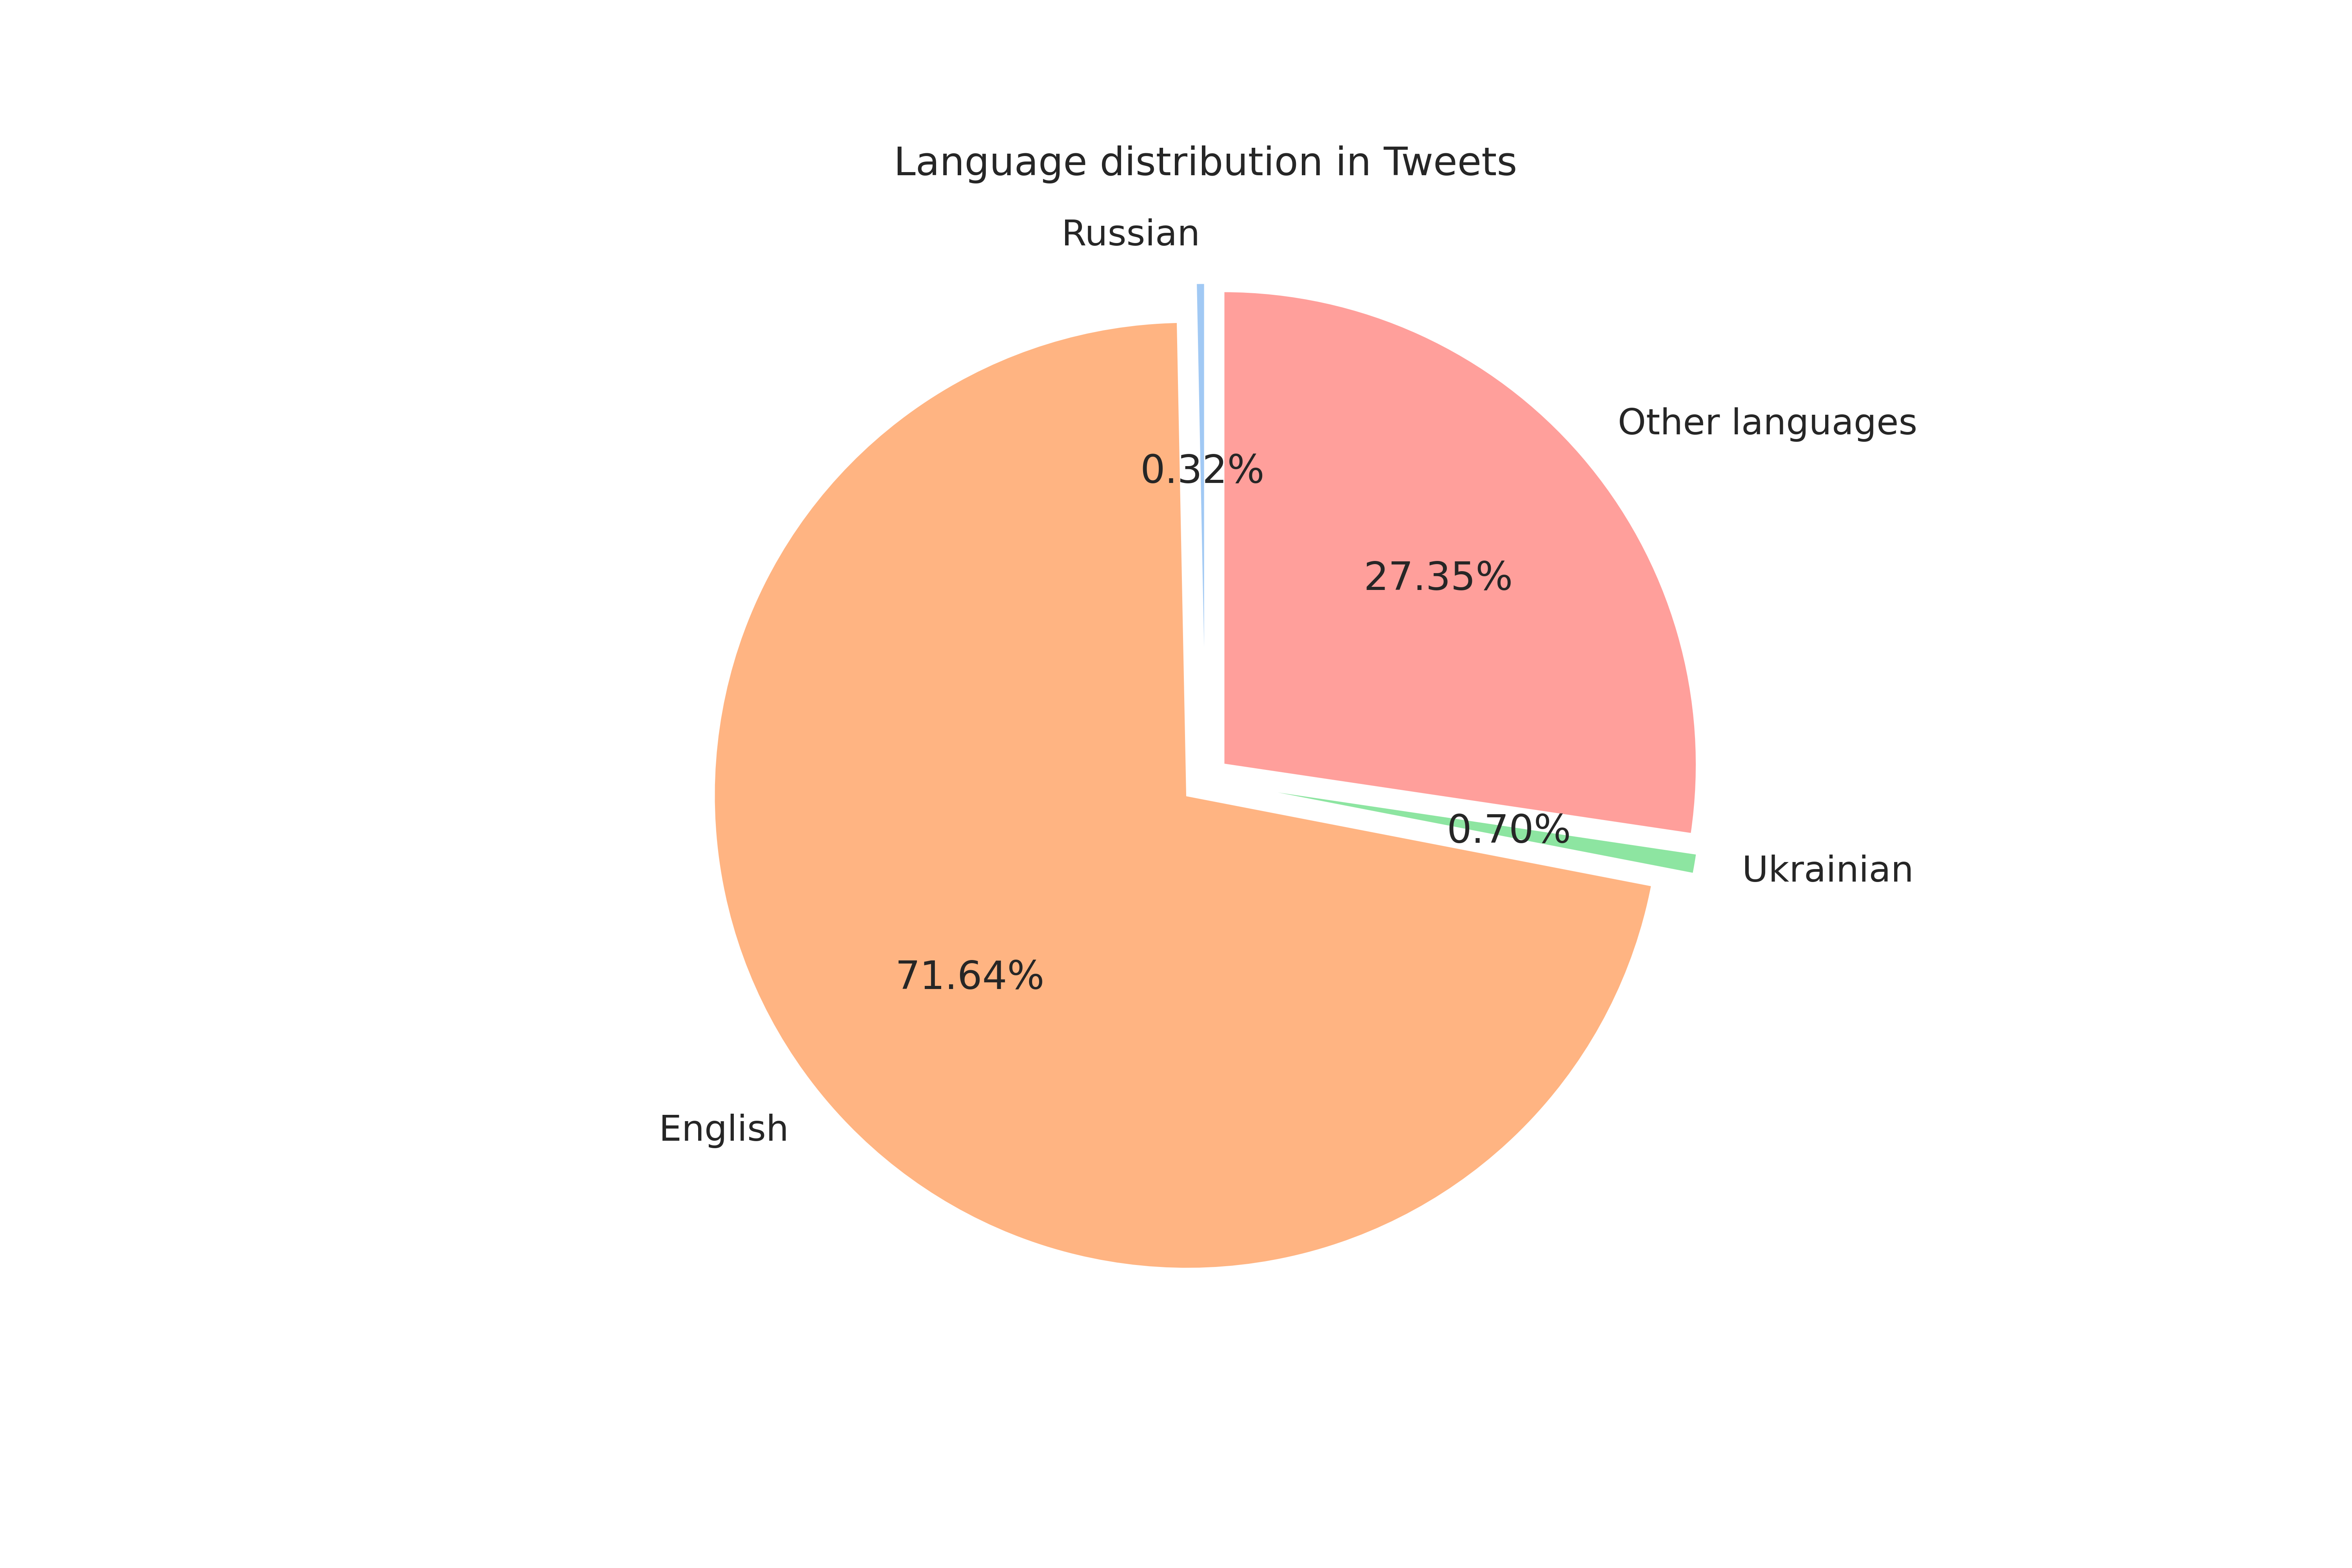 Language distribution in Tweets
Russian
Other languages
0.32%
27.35%
0.70%
Ukrainian
71.64%
English